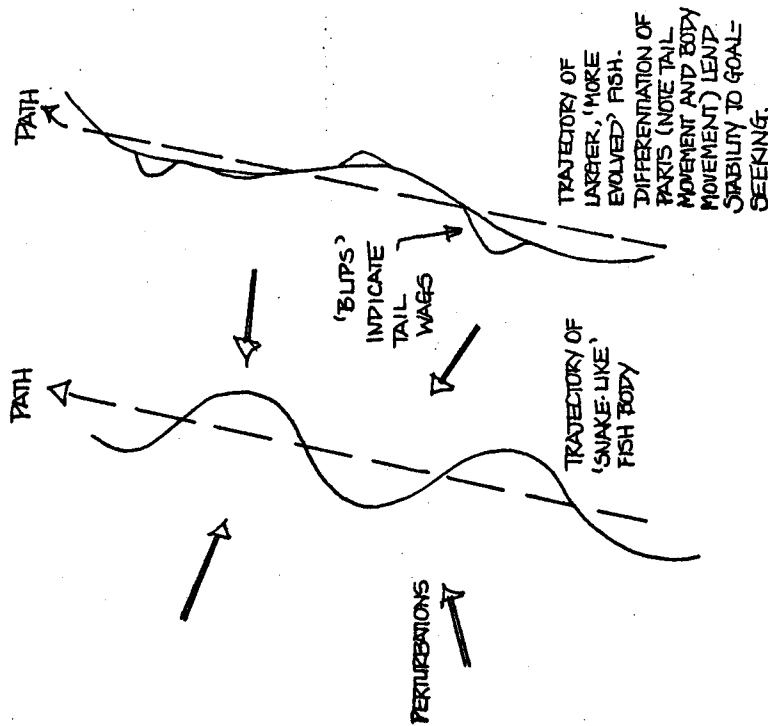 PATH
PATH
'BLIPS'
INDICATE
TAIL
WAGS
TRAJECTORY OF
LARGER, 'MORE
EVOLVED' FISH.
DIFFERENTIATION OF
PARTS (NOTE TAIL
MOVEMENT AND BODY
MOVEMENT) LEND
STABILITY TO GOAL-
SEEKING.
TRAJECTORY OF
'SNAKE-LIKE'
FISH BODY
PERTURBATIONS